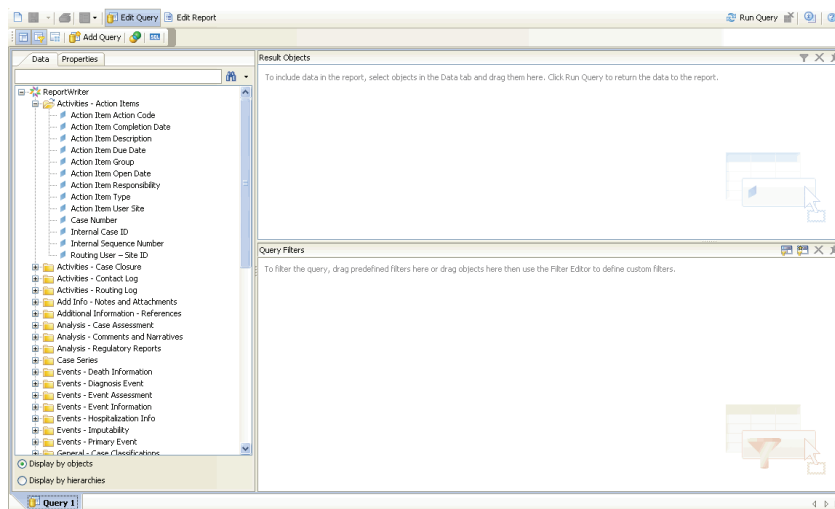 Edit Query Edit Report Run Query
Add Query SQL
Data Properties
Result Objects
To include data in the report, select objects in the Data tab and drag them here. Click Run Query to return the data to the report.
ReportWriter
Activities - Action Items
Action Item Action Code
Action Item Completion Date
Action Item Description
Action Item Due Date
Action Item Group
Action Item Open Date
Action Item Responsibility
Action Item Type
Action Item User Site
Case Number
Internal Case ID
Internal Sequence Number
Routing User – Site ID
Activities - Case Closure
Activities - Contact Log
Activities - Routing Log
Add Info - Notes and Attachments
Additional Information - References
Analysis - Case Assessment
Analysis - Comments and Narratives
Analysis - Regulatory Reports
Case Series
Events - Death Information
Events - Diagnosis Event
Events - Event Assessment
Events - Event Information
Events - Hospitalization Info
Events - Imputability
Events - Primary Event
General - Case Classifications
Query Filters
To filter the query, drag predefined filters here or drag objects here then use the Filter Editor to define custom filters.
Display by objects
Display by hierarchies
Query 1